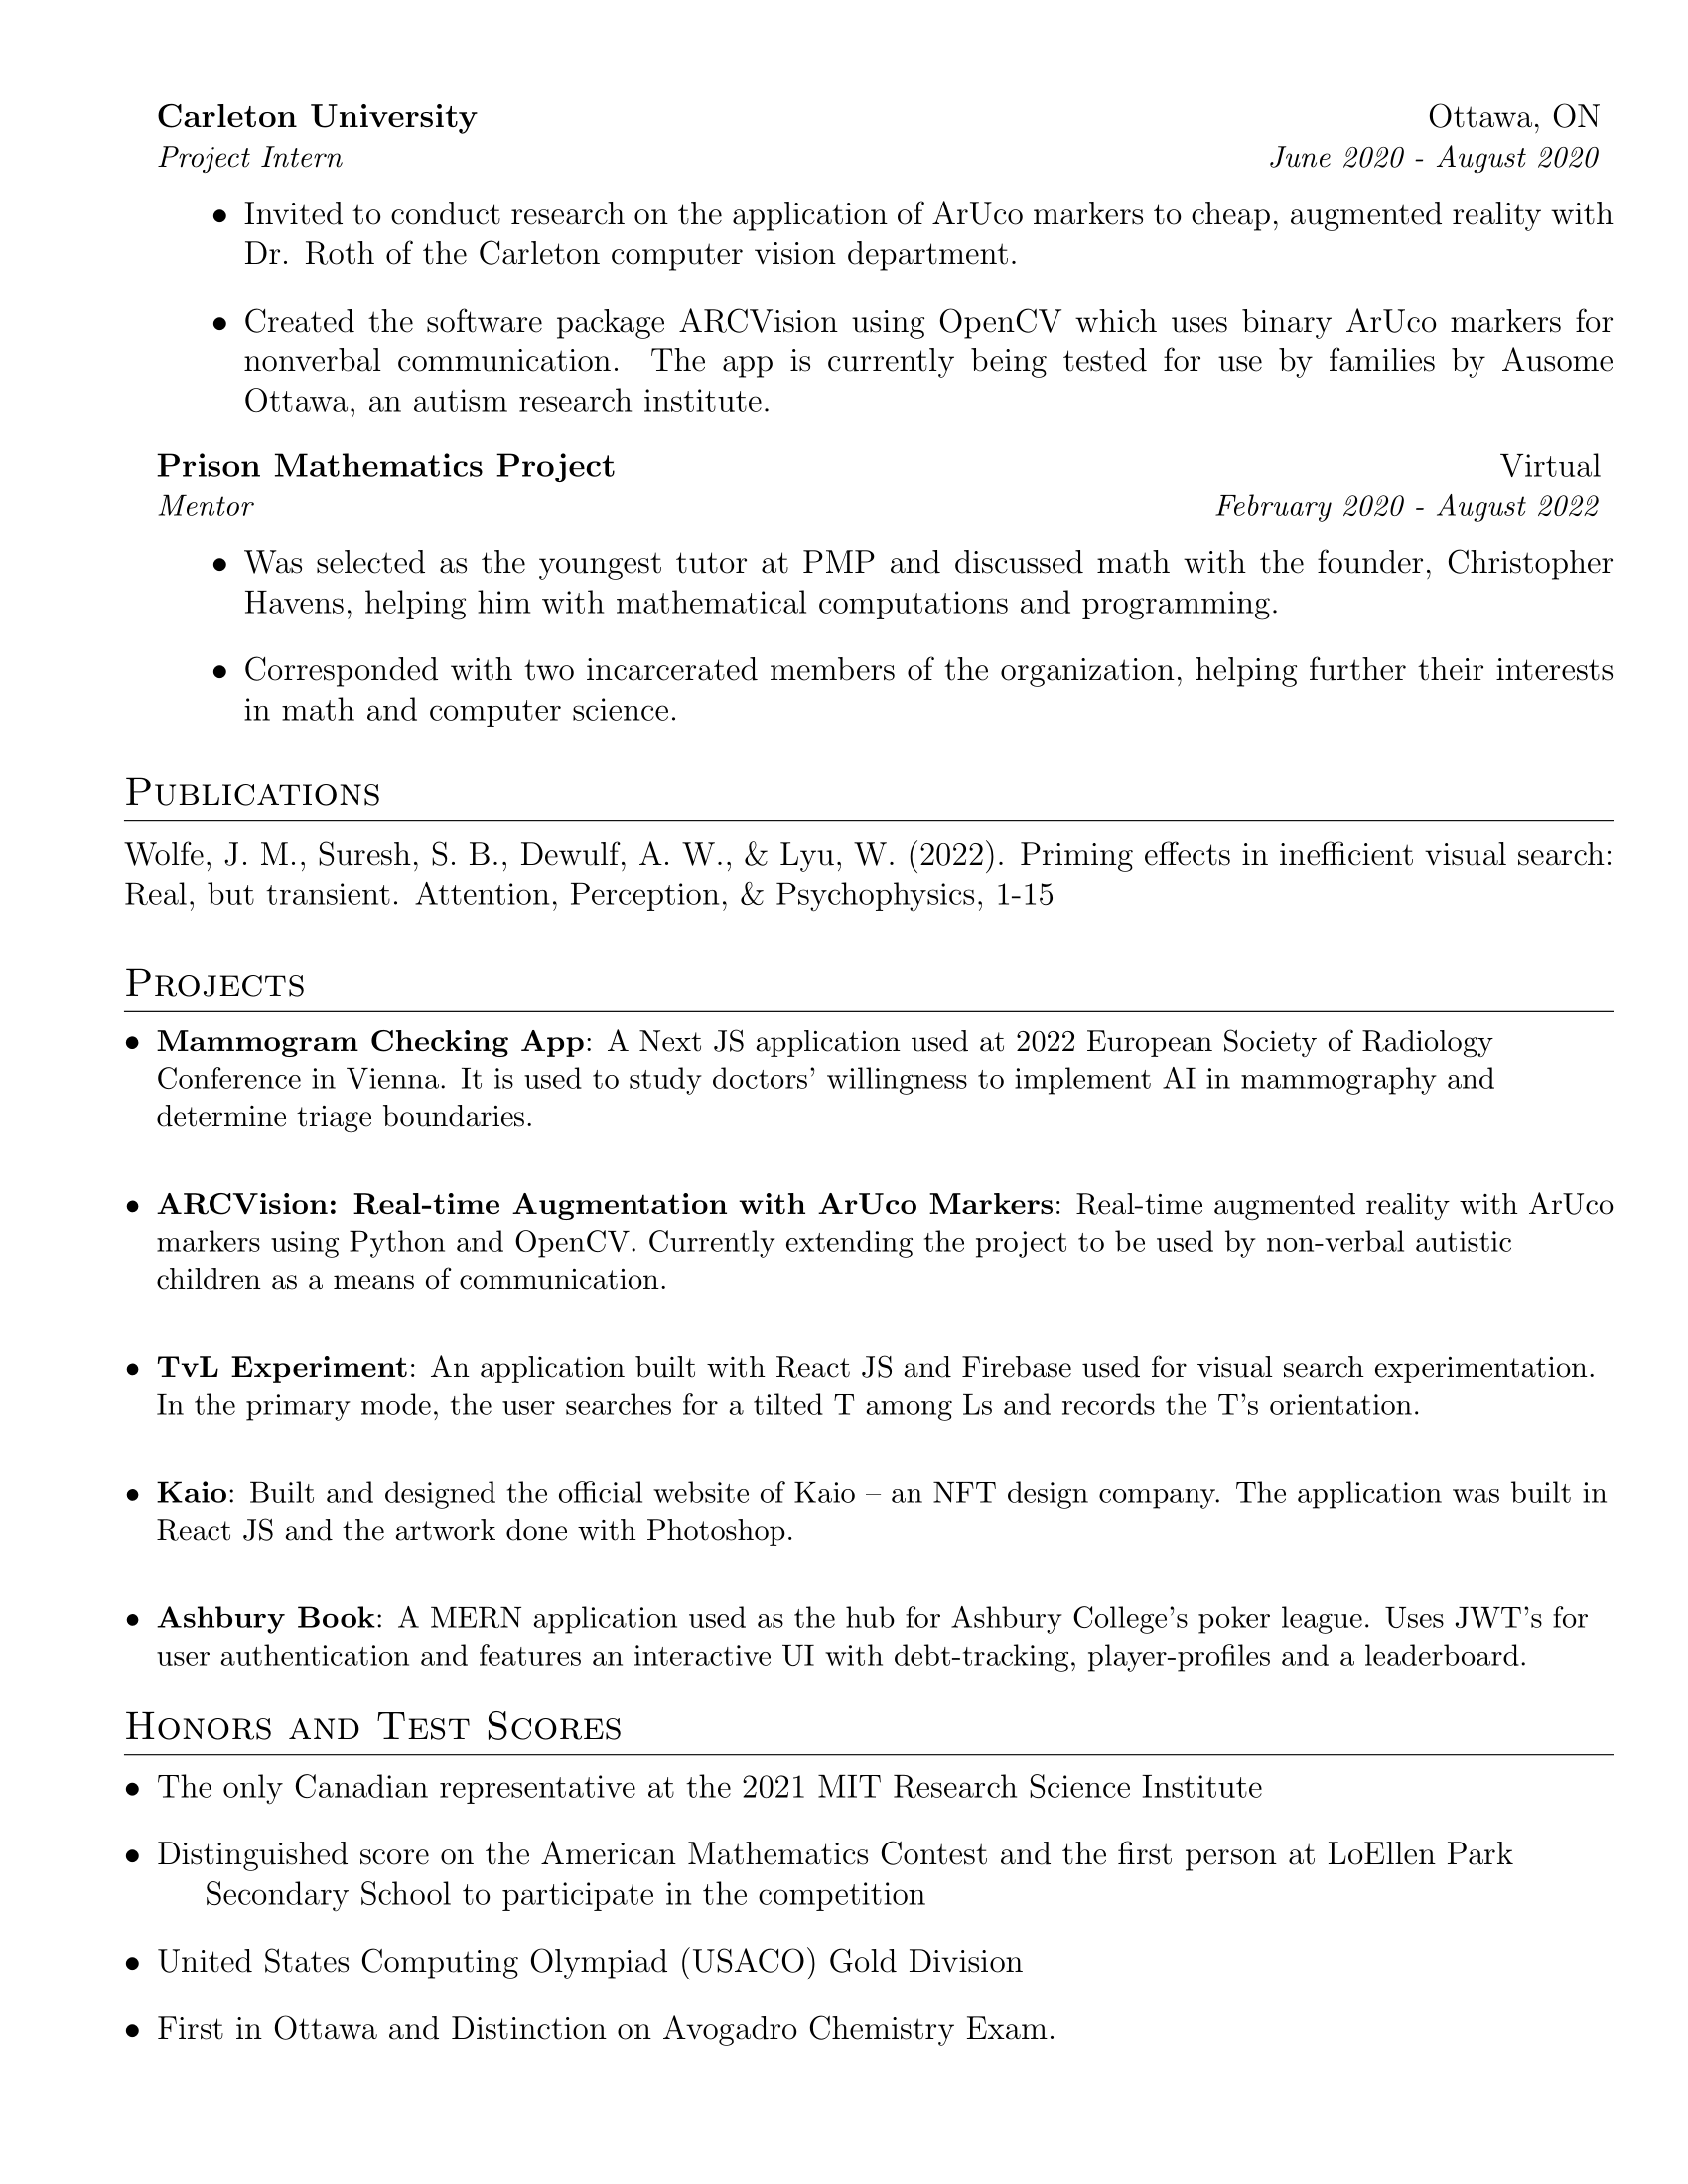 Carleton University Ottawa, ON
Project Intern June 2020 - August 2020
• Invited to conduct research on the application of ArUco markers to cheap, augmented reality with
Dr. Roth of the Carleton computer vision department.
• Created the software package ARCVision using OpenCV which uses binary ArUco markers for
nonverbal communication. The app is currently being tested for use by families by Ausome
Ottawa, an autism research institute.
Prison Mathematics Project Virtual
Mentor February 2020 - August 2022
• Was selected as the youngest tutor at PMP and discussed math with the founder, Christopher
Havens, helping him with mathematical computations and programming.
• Corresponded with two incarcerated members of the organization, helping further their interests
in math and computer science.
Publications
Wolfe, J. M., Suresh, S. B., Dewulf, A. W., & Lyu, W. (2022). Priming effects in inefficient visual search:
Real, but transient. Attention, Perception, & Psychophysics, 1-15
Projects
• Mammogram Checking App: A Next JS application used at 2022 European Society of Radiology
Conference in Vienna. It is used to study doctors' willingness to implement AI in mammography and
determine triage boundaries.
• ARCVision: Real-time Augmentation with ArUco Markers: Real-time augmented reality with ArUco
markers using Python and OpenCV. Currently extending the project to be used by non-verbal autistic
children as a means of communication.
• TvL Experiment: An application built with React JS and Firebase used for visual search experimentation.
In the primary mode, the user searches for a tilted T among Ls and records the T's orientation.
• Kaio: Built and designed the official website of Kaio – an NFT design company. The application was built in
React JS and the artwork done with Photoshop.
• Ashbury Book: A MERN application used as the hub for Ashbury College's poker league. Uses JWT's for
user authentication and features an interactive UI with debt-tracking, player-profiles and a leaderboard.
Honors and Test Scores
• The only Canadian representative at the 2021 MIT Research Science Institute
• Distinguished score on the American Mathematics Contest and the first person at LoEllen Park
Secondary School to participate in the competition
• United States Computing Olympiad (USACO) Gold Division
• First in Ottawa and Distinction on Avogadro Chemistry Exam.